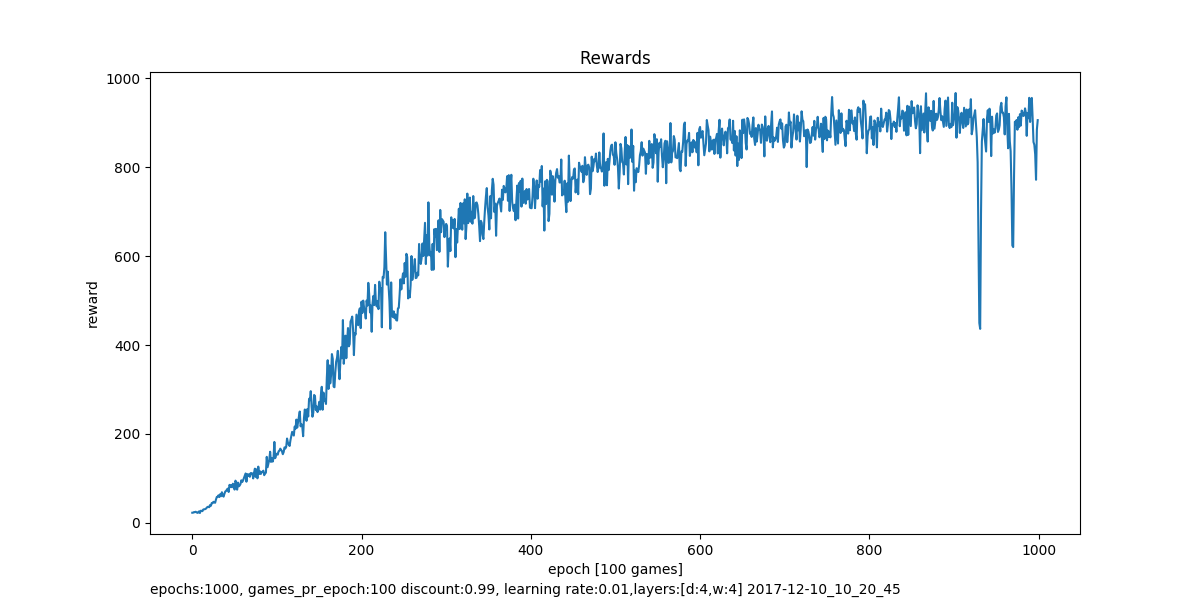 Rewards
1000
800
600
400
200
0
reward
0 200 400 600 800 1000
epoch [100 games]
epochs:1000, games_pr_epoch:100 discount:0.99, learning rate:0.01,layers:[d:4,w:4] 2017-12-10_10_20_45